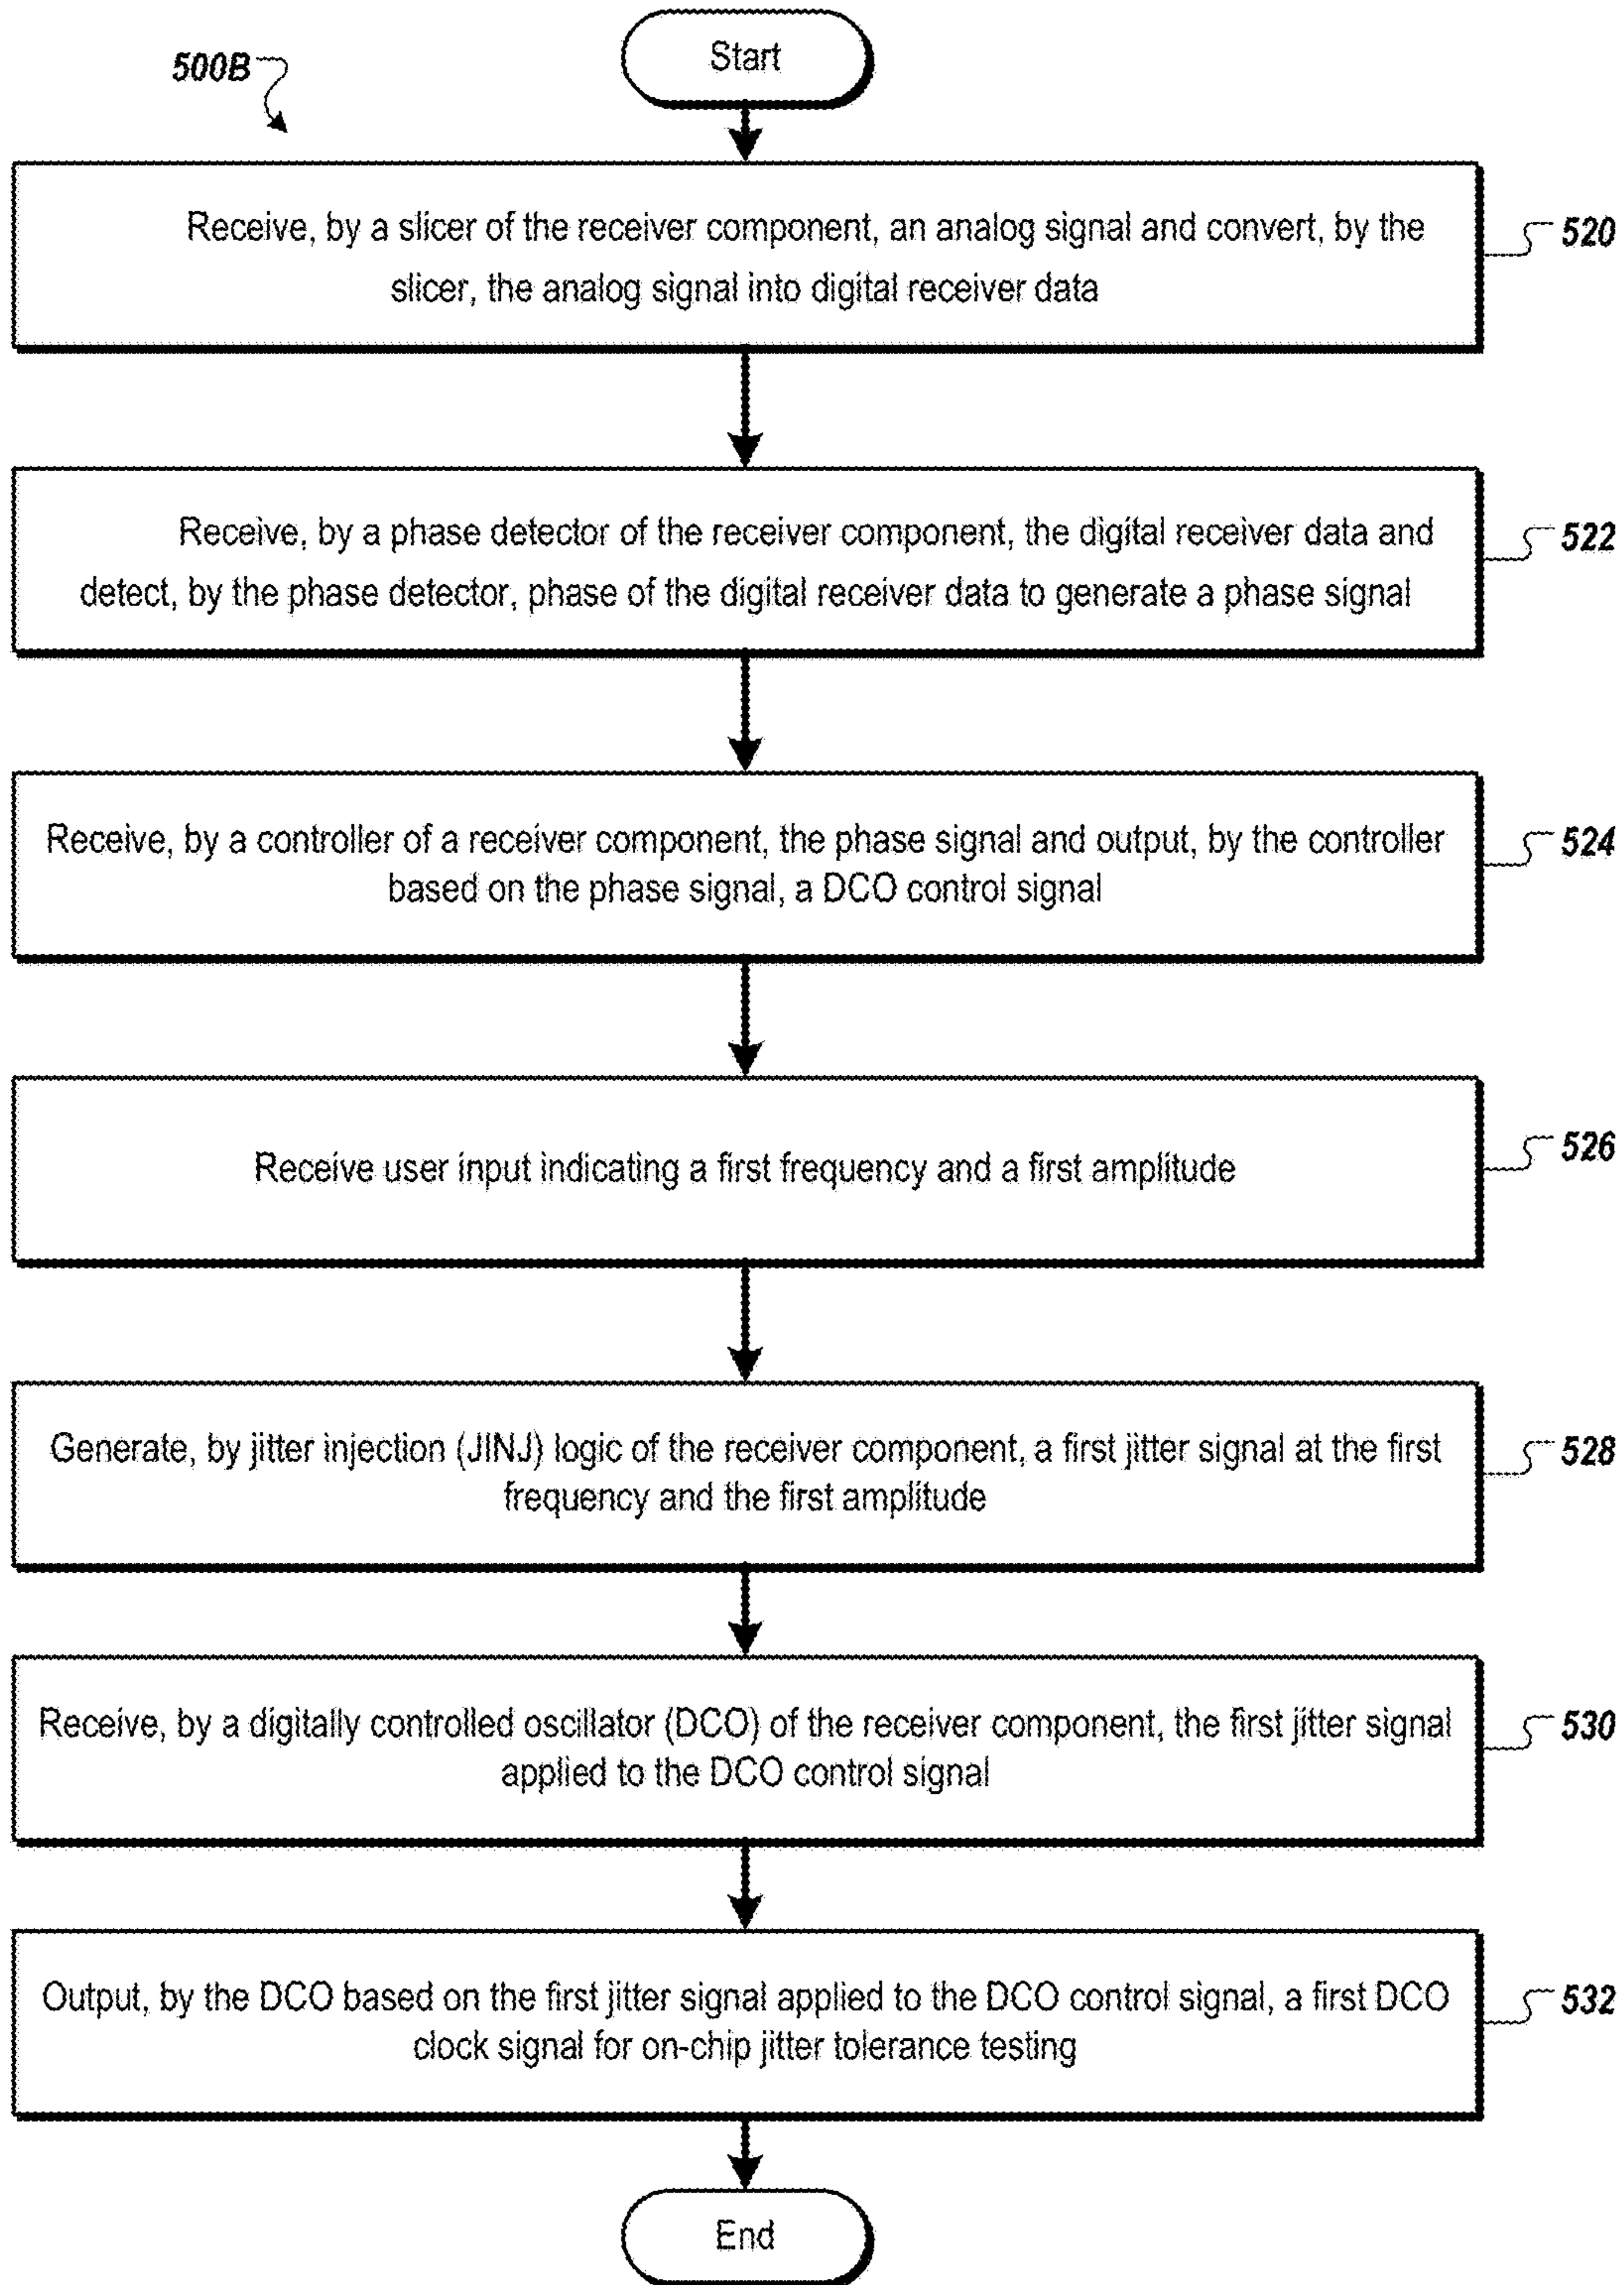 500B
Start
Receive, by a slicer of the receiver component, an analog signal and convert, by the
slicer, the analog signal into digital receiver data
520
Receive, by a phase detector of the receiver component, the digital receiver data and
detect, by the phase detector, phase of the digital receiver data to generate a phase signal
522
Receive, by a controller of a receiver component, the phase signal and output, by the controller
based on the phase signal, a DCO control signal
524
Receive user input indicating a first frequency and a first amplitude
526
Generate, by jitter injection (JINJ) logic of the receiver component, a first jitter signal at the first
frequency and the first amplitude
528
Receive, by a digitally controlled oscillator (DCO) of the receiver component, the first jitter signal
applied to the DCO control signal
530
Output, by the DCO based on the first jitter signal applied to the DCO control signal, a first DCO
clock signal for on-chip jitter tolerance testing
532
End